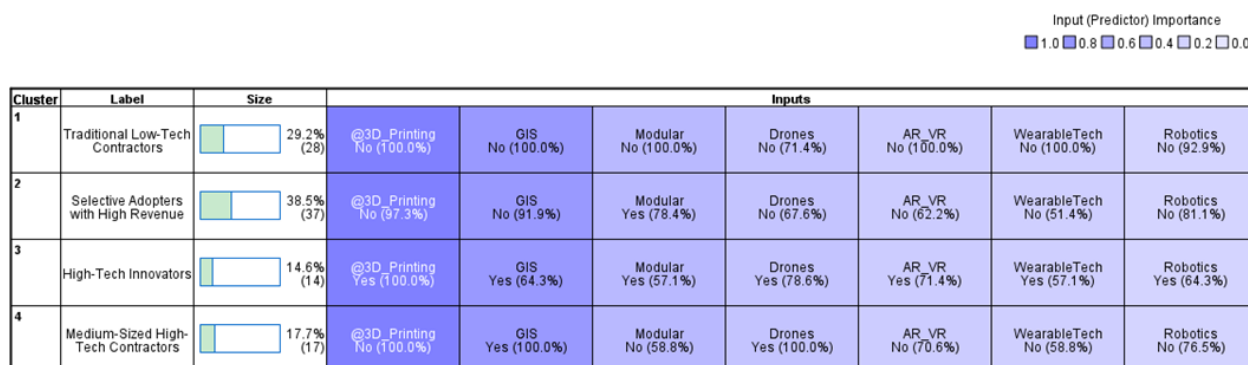 Input (Predictor) Importance
1.0 0.8 0.6 0.4 0.2 0.0
Cluster Label Size Inputs
1
Traditional Low-Tech
Contractors
29.2%
(28)
@3D_Printing
No (100.0%)
GIS
No (100.0%)
Modular
No (100.0%)
Drones
No (71.4%)
AR_VR
No (100.0%)
WearableTech
No (100.0%)
Robotics
No (92.9%)
2
Selective Adopters
with High Revenue
38.5%
(37)
@3D_Printing
No (97.3%)
GIS
No (91.9%)
Modular
Yes (78.4%)
Drones
No (67.6%)
AR_VR
No (62.2%)
WearableTech
No (51.4%)
Robotics
No (81.1%)
3
High-Tech Innovators
14.6%
(14)
@3D_Printing
Yes (100.0%)
GIS
Yes (64.3%)
Modular
Yes (57.1%)
Drones
Yes (78.6%)
AR_VR
Yes (71.4%)
WearableTech
Yes (57.1%)
Robotics
Yes (64.3%)
4
Medium-Sized High-
Tech Contractors
17.7%
(17)
@3D_Printing
No (100.0%)
GIS
Yes (100.0%)
Modular
No (58.8%)
Drones
Yes (100.0%)
AR_VR
No (70.6%)
WearableTech
No (58.8%)
Robotics
No (76.5%)